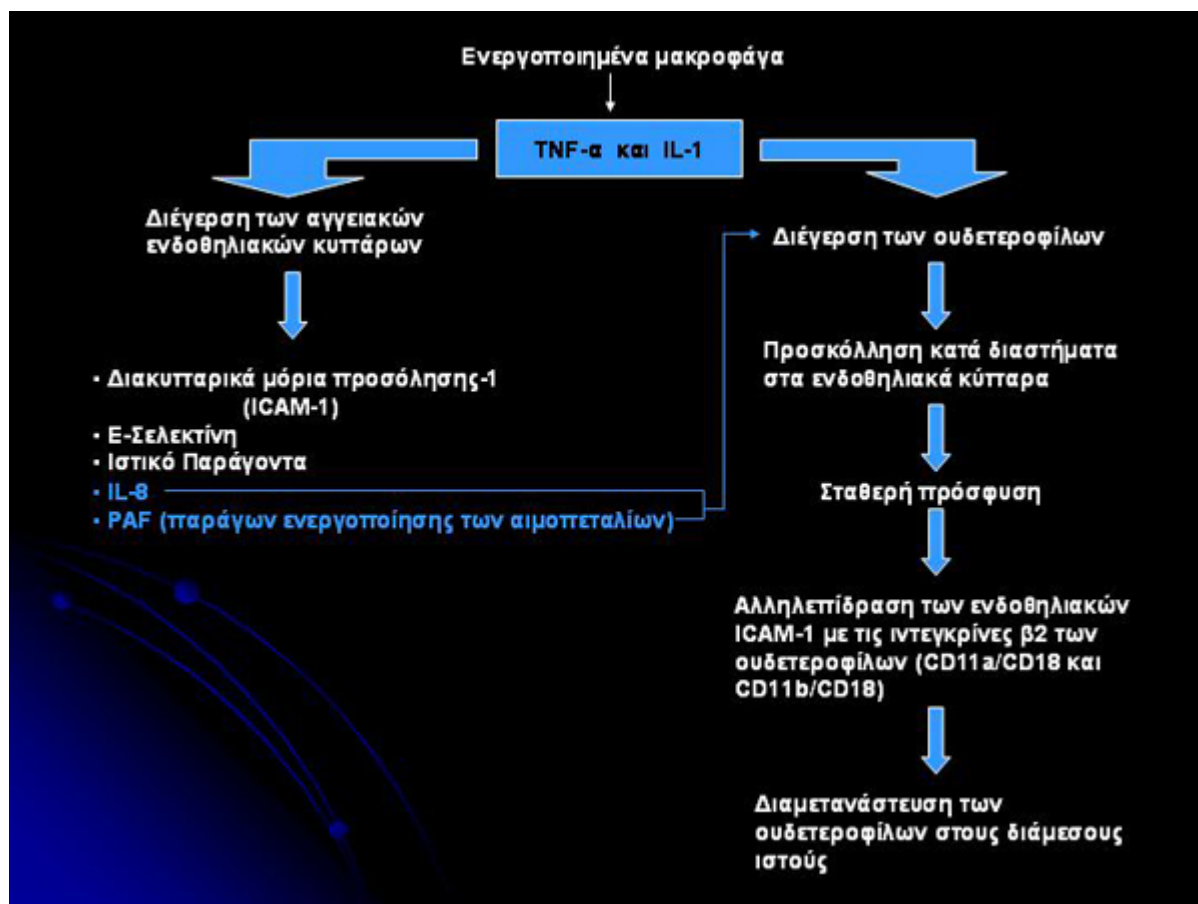 Ενεργοποιημένα μακροφάγα
TNF-α και IL-1
Διέγερση των αγγειακών
ενδοθηλιακών κυττάρων
▪ Διακυτταρικά μόρια προσόλησης-1
(ICAM-1)
▪ Ε-Σελεκτίνη
▪ Ιστικό Παράγοντα
▪ IL-8
▪ PAF (παράγων ενεργοποίησης των αιμοπεταλίων)
Διέγερση των ουδετεροφίλων
Προσκόλληση κατά διαστήματα
στα ενδοθηλιακά κύτταρα
Σταθερή πρόσφυση
Αλληλεπίδραση των ενδοθηλιακών
ICAM-1 με τις ιντεγκρίνες β2 των
ουδετεροφίλων (CD11a/CD18 και
CD11b/CD18)
Διαμετανάστευση των
ουδετεροφίλων στους διάμεσους
ιστούς